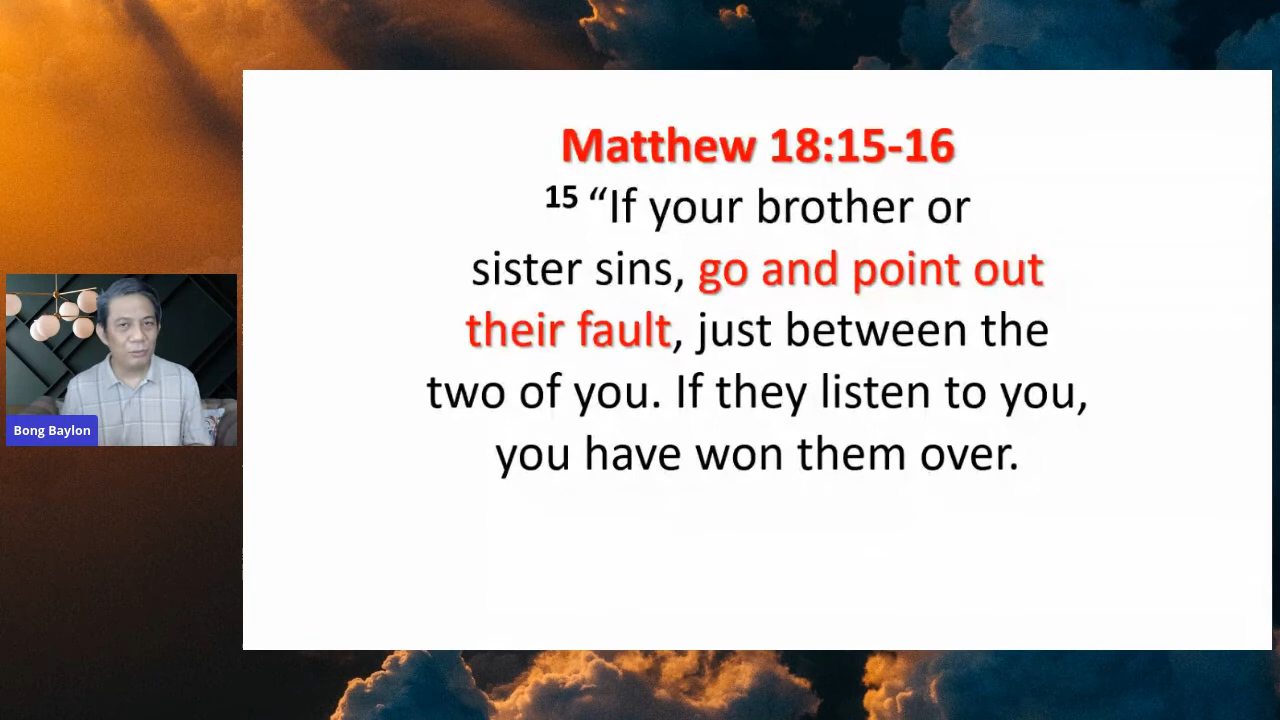 Matthew 18:15-16
15 “If your brother or
sister sins, go and point out
their fault, just between the
two of you. If they listen to you,
you have won them over.
Bong Baylon